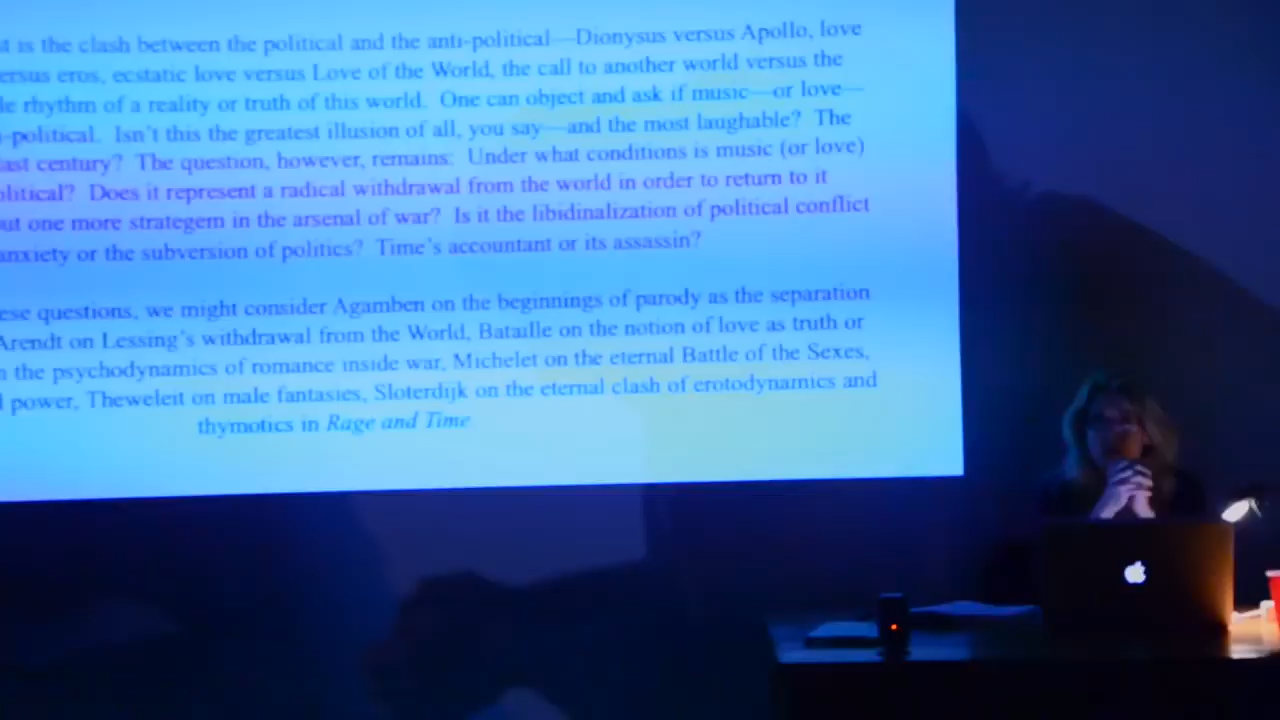 is the clash between the political and the anti-political—Dionysus versus Apollo, love
ersus eros, ecstatic love versus Love of the World, the call to another world versus the
le rhythm of a reality or truth of this world. One can object and ask if music—or love—
-political. Isn't this the greatest illusion of all, you say—and the most laughable? The
ast century? The question, however, remains: Under what conditions is music (or love)
olitical? Does it represent a radical withdrawal from the world in order to return to it
ut one more strategem in the arsenal of war? Is it the libidinalization of political conflict
anxiety or the subversion of politics? Time's accountant or its assassin?
ese questions, we might consider Agamben on the beginnings of parody as the separation
Arendt on Lessing's withdrawal from the World, Bataille on the notion of love as truth or
n the psychodynamics of romance inside war, Michelet on the eternal Battle of the Sexes,
l power, Theweleit on male fantasies, Sloterdijk on the eternal clash of erotodynamics and
thymotics in Rage and Time